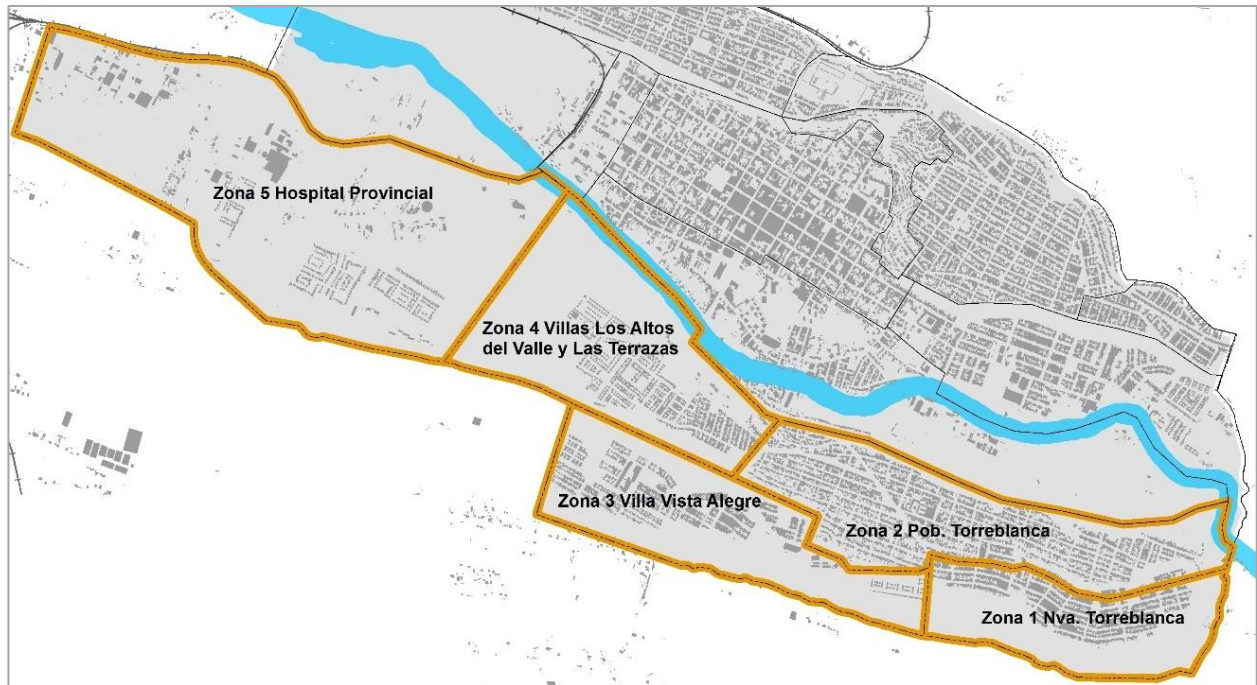 Zona 5 Hospital Provincial
Zona 4 Villas Los Altos
del Valle y Las Terrazas
Zona 3 Villa Vista Alegre
Zona 2 Pob. Torreblanca
Zona 1 Nva. Torreblanca